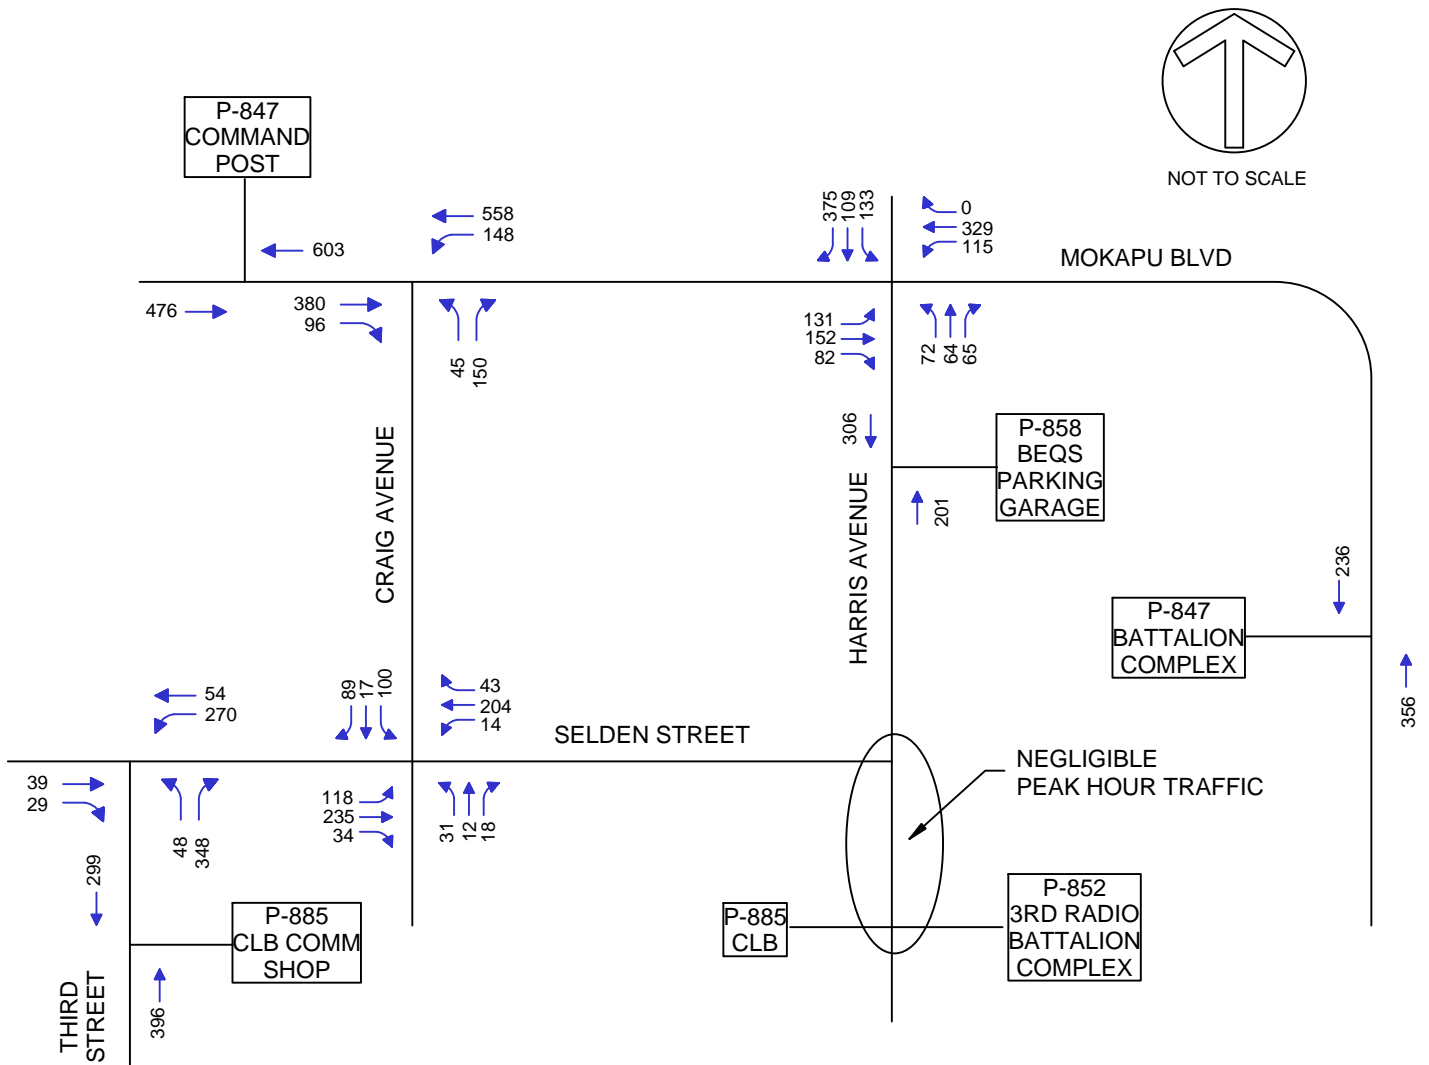 P-847
COMMAND
POST
NOT TO SCALE
558
148
603
375
109
133
0
329
115
MOKAPU BLVD
476
380
96
45
150
131
152
82
72
64
65
306
201
P-858
BEQS
PARKING
GARAGE
CRAIG AVENUE
HARRIS AVENUE
236
P-847
BATTALION
COMPLEX
356
54
270
89
17
100
43
204
14
SELDEN STREET
NEGLIGIBLE
PEAK HOUR TRAFFIC
39
29
48
348
118
235
34
31
12
18
299
P-885
CLB COMM
SHOP
P-885
CLB
P-852
3RD RADIO
BATTALION
COMPLEX
THIRD
STREET
396